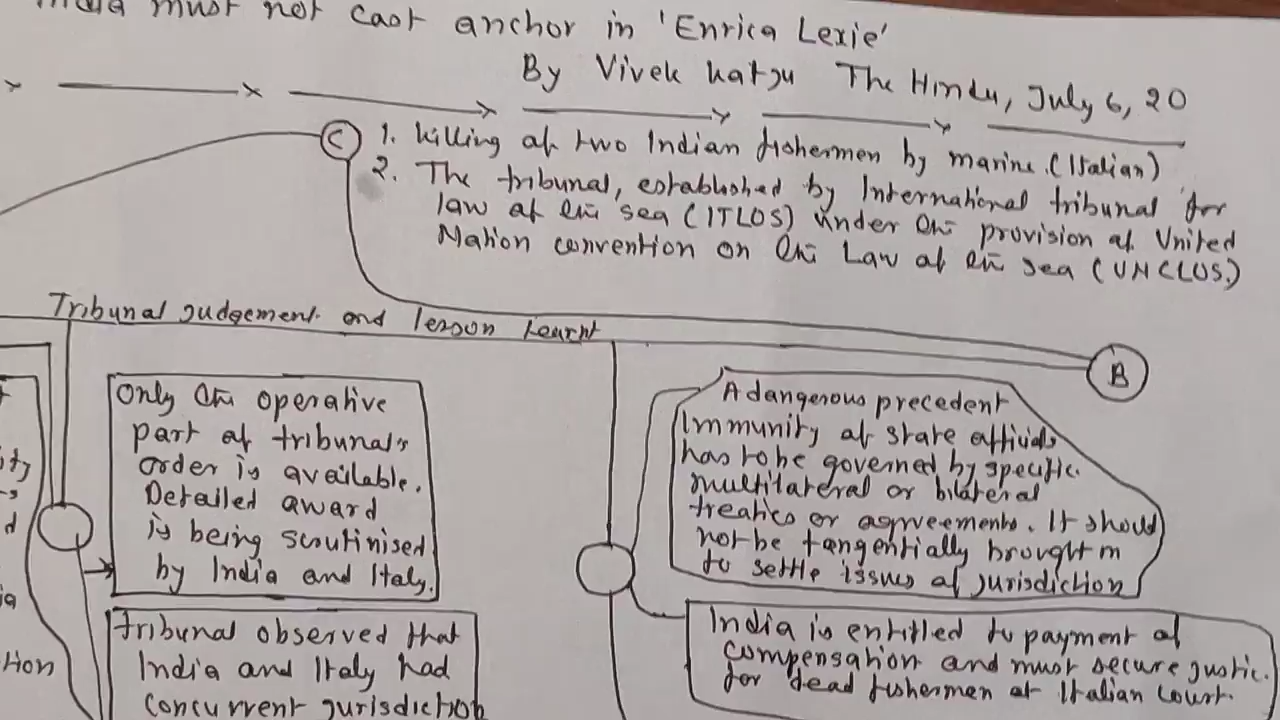 India must not cast anchor in 'Enrica Lexie'
By Vivek Katju The Hindu, July 6, 20
C
1. Killing of two Indian fishermen by marine (Italian)
2. The tribunal, established by International tribunal for
law of the sea (ITLOS) under the provision of United
Nation convention on the Law of the sea (UNCLOS)
Tribunal judgement and lesson learnt
B
Only the operative
part of tribunal's
order is available.
Detailed award
is being scrutinised
by India and Italy.
Tribunal observed that
India and Italy had
concurrent jurisdiction
A dangerous precedent
Immunity of state officials
has to be governed by specific
multilateral or bilateral
treaties or agreements. It should
not be tangentially brought in
to settle issues of jurisdiction
India is entitled to payment of
compensation and must secure justic.
for dead fishermen at Italian court.